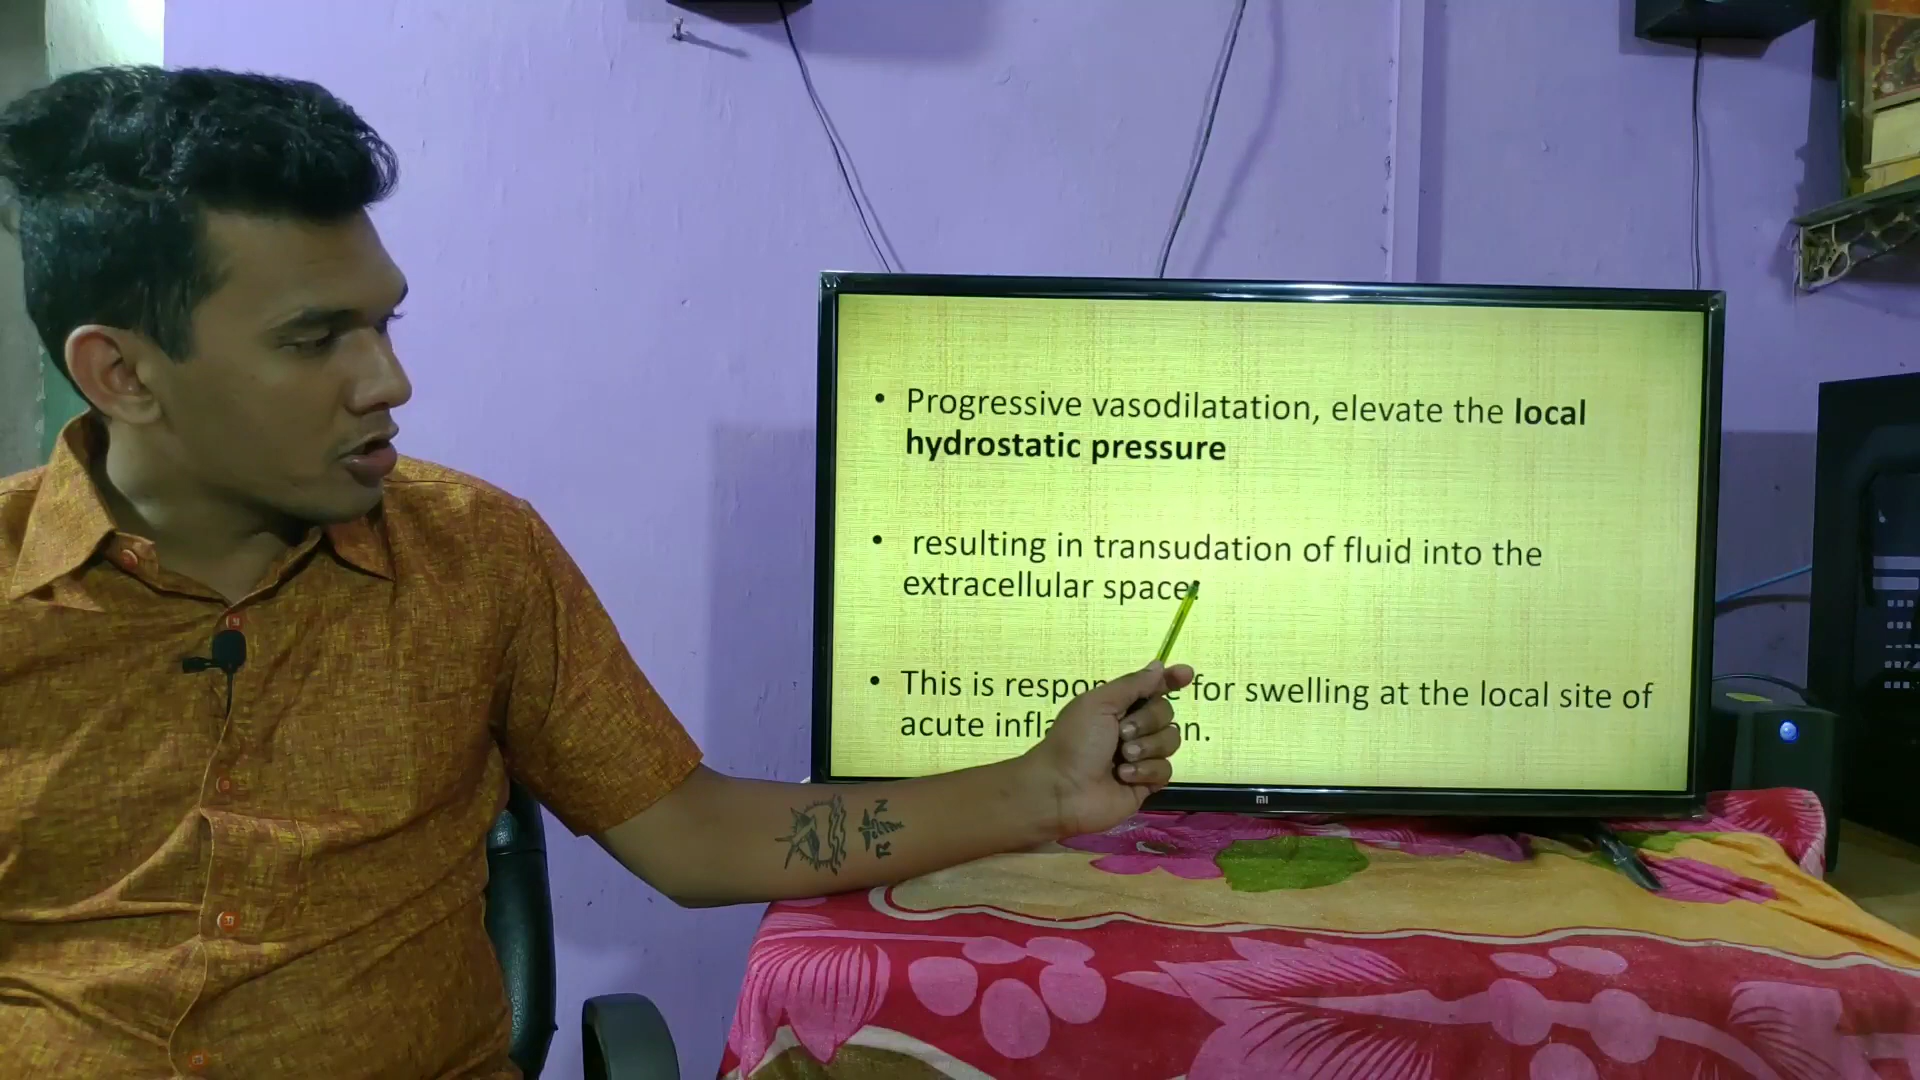 • Progressive vasodilatation, elevate the local
hydrostatic pressure
• resulting in transudation of fluid into the
extracellular space.
• This is for swelling at the local site of
acute
mi
R N